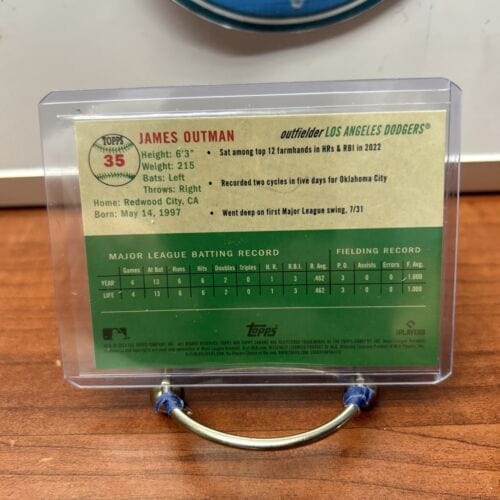 TOPPS
35
JAMES OUTMAN
outfielder LOS ANGELES DODGERS®
Height: 6'3"
Weight: 215
Bats: Left
Throws: Right
Home: Redwood City, CA
Born: May 14, 1997
• Sat among top 12 farmhands in HRs & RBI in 2022
• Recorded two cycles in five days for Oklahoma City
• Went deep on first Major League swing, 7/31
MAJOR LEAGUE BATTING RECORD FIELDING RECORD
Games At Bat Runs Hits Doubles Triples H.R. R.B.I. B. Avg. P.O. Assists Errors F. Avg.
YEAR 4 13 6 6 2 0 1 3 .462 3 0 0 1.000
LIFE 4 13 6 6 2 0 1 3 .462 3 0 0 1.000
Topps
PLAYERS